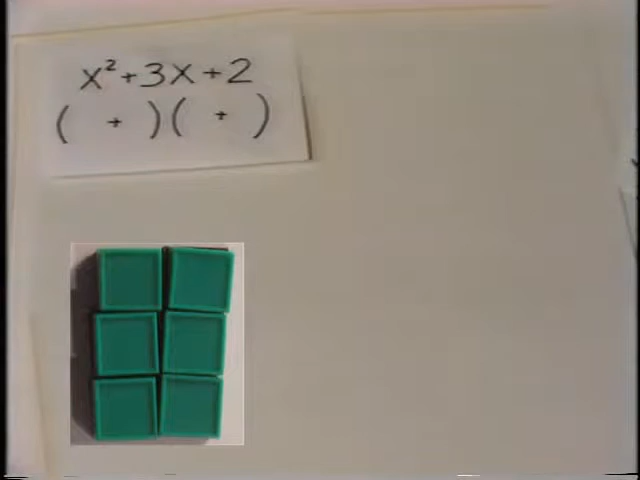 x²+3x+2
( + )( + )